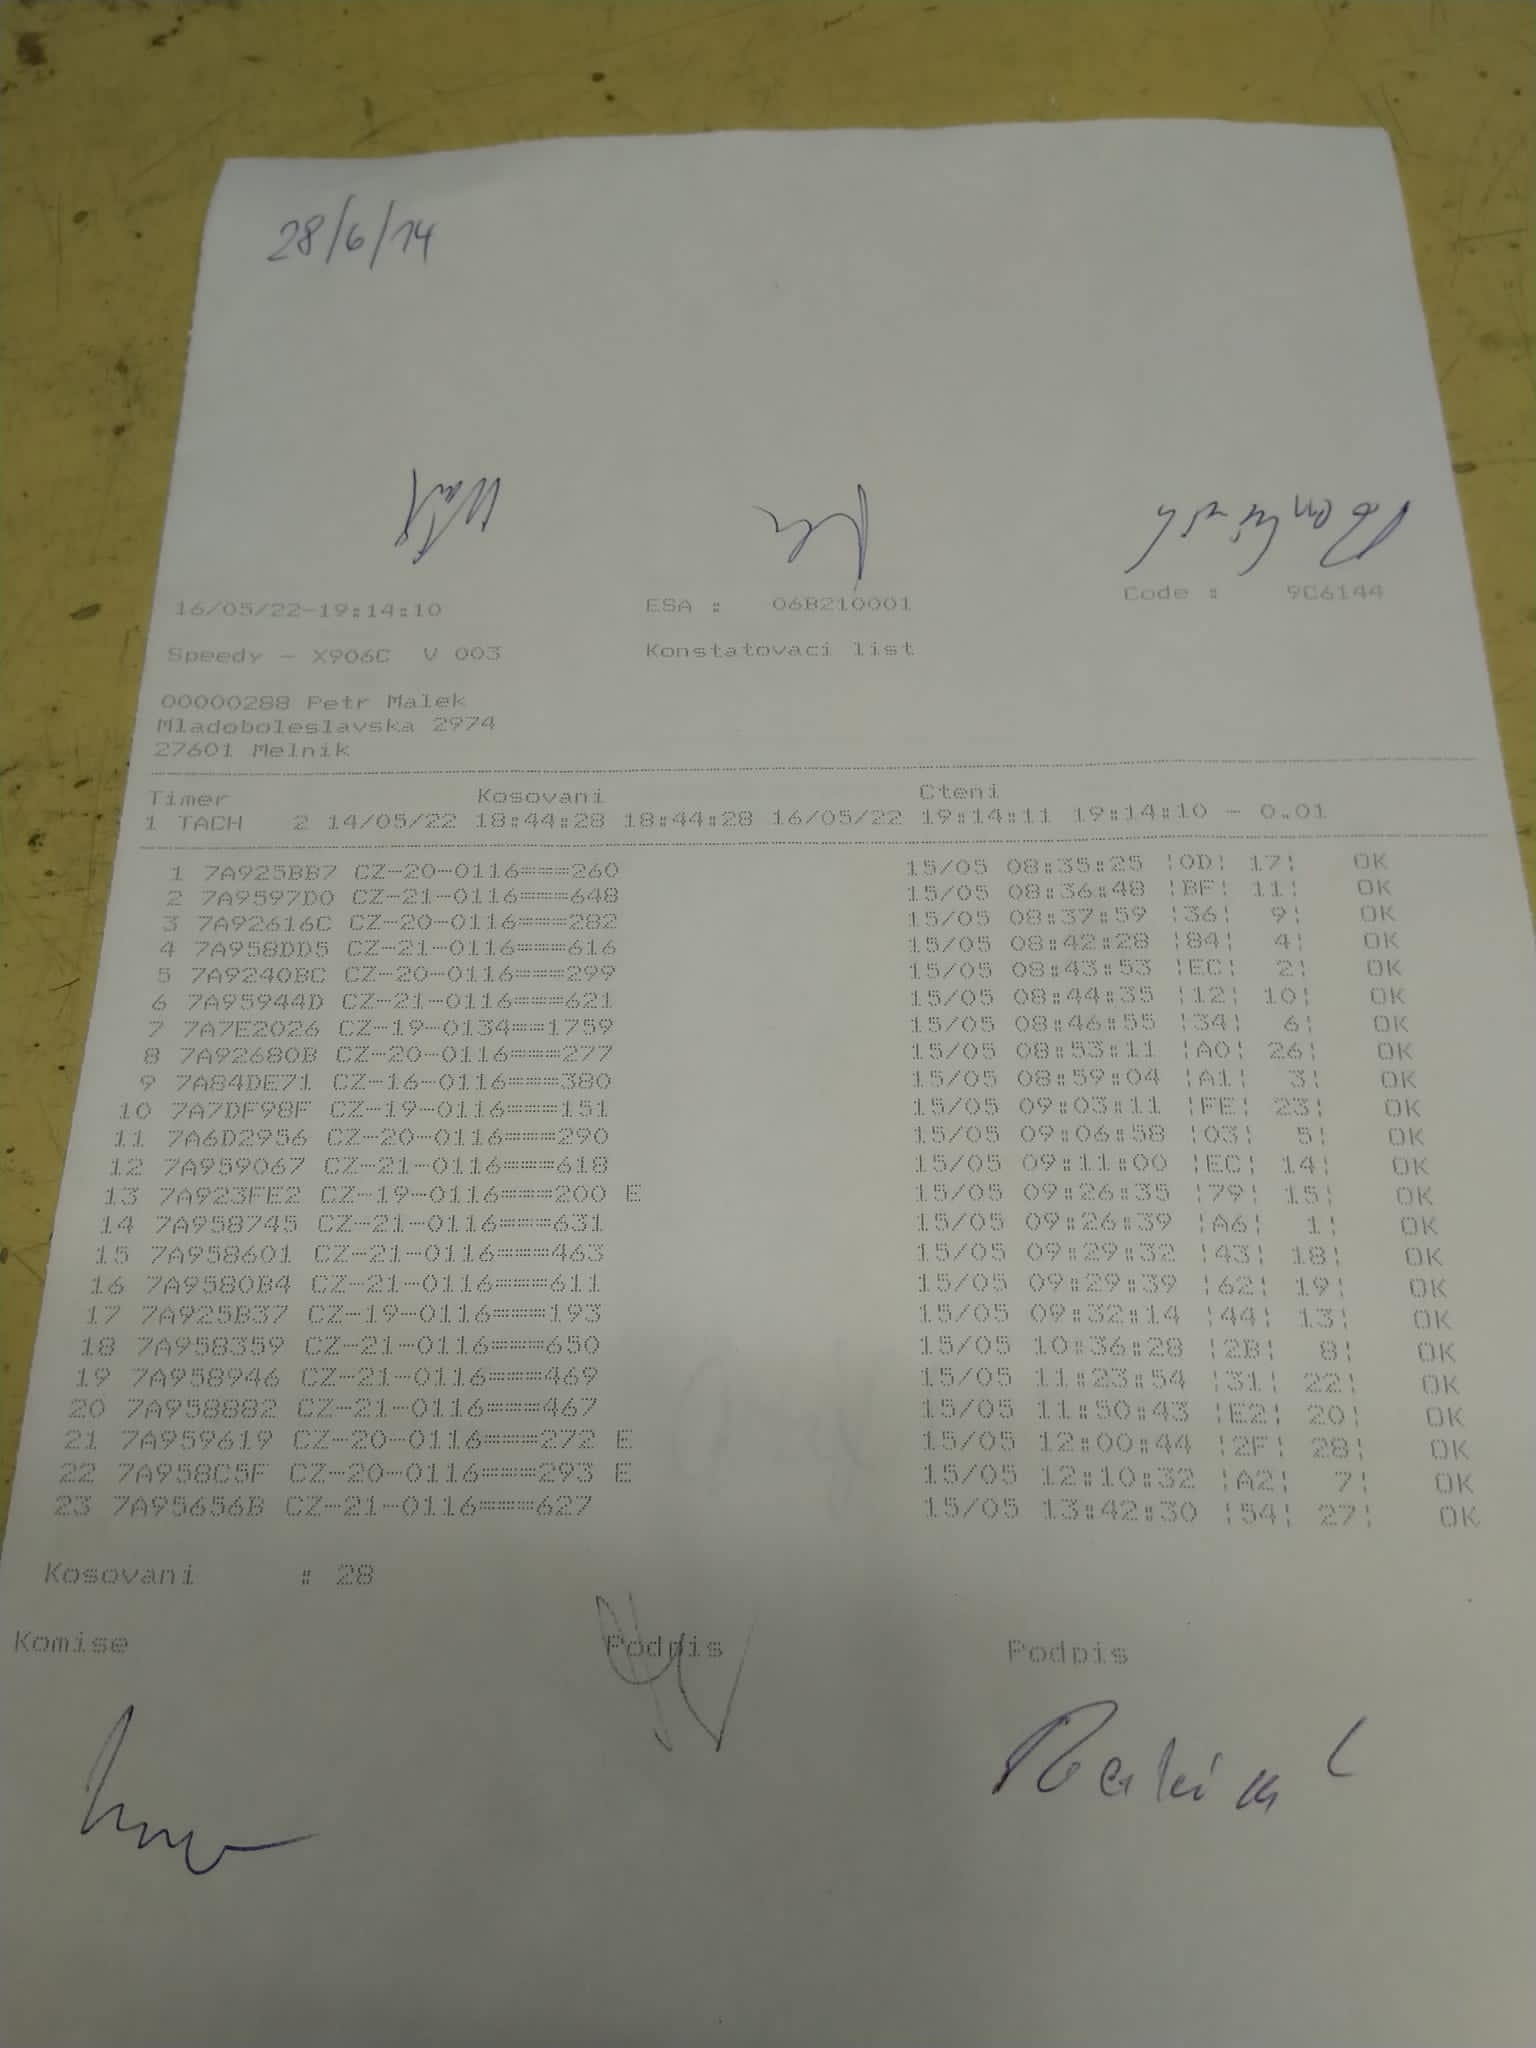 28/6/14
16/05/22-19:14:10 ESA : 06B210001 Code : 9C6144
Speedy - X906C V 003 Konstatovaci list
00000288 Petr Malek
Mladoboleslavska 2974
27601 Melnik
Timer Kosovani Cteni
1 TACH 2 14/05/22 18:44:28 18:44:28 16/05/22 19:14:11 19:14:10 - 0.01
1 7A925BB7 CZ-20-0116===260 15/05 08:35:25 ¦0D¦ 17¦ OK
2 7A9597D0 CZ-21-0116===648 15/05 08:36:48 ¦BF¦ 11¦ OK
3 7A92616C CZ-20-0116===282 15/05 08:37:59 ¦36¦ 9¦ OK
4 7A958DD5 CZ-21-0116===616 15/05 08:42:28 ¦84¦ 4¦ OK
5 7A9240BC CZ-20-0116===299 15/05 08:43:53 ¦EC¦ 2¦ OK
6 7A95944D CZ-21-0116===621 15/05 08:44:35 ¦12¦ 10¦ OK
7 7A7E2026 CZ-19-0134==1759 15/05 08:46:55 ¦34¦ 6¦ OK
8 7A92680B CZ-20-0116===277 15/05 08:53:11 ¦A0¦ 26¦ OK
9 7A84DE71 CZ-16-0116===380 15/05 08:59:04 ¦A1¦ 3¦ OK
10 7A7DF98F CZ-19-0116===151 15/05 09:03:11 ¦FE¦ 23¦ OK
11 7A6D2956 CZ-20-0116===290 15/05 09:06:58 ¦03¦ 5¦ OK
12 7A959067 CZ-21-0116===618 15/05 09:11:00 ¦EC¦ 14¦ OK
13 7A923FE2 CZ-19-0116===200 E 15/05 09:26:35 ¦79¦ 15¦ OK
14 7A958745 CZ-21-0116===631 15/05 09:26:39 ¦A6¦ 1¦ OK
15 7A958601 CZ-21-0116===463 15/05 09:29:32 ¦43¦ 18¦ OK
16 7A9580B4 CZ-21-0116===611 15/05 09:29:39 ¦62¦ 19¦ OK
17 7A925B37 CZ-19-0116===193 15/05 09:32:14 ¦44¦ 13¦ OK
18 7A958359 CZ-21-0116===650 15/05 10:36:28 ¦2B¦ 8¦ OK
19 7A958946 CZ-21-0116===469 15/05 11:23:54 ¦31¦ 22¦ OK
20 7A958882 CZ-21-0116===467 15/05 11:50:43 ¦E2¦ 20¦ OK
21 7A959619 CZ-20-0116===272 E 15/05 12:00:44 ¦2F¦ 28¦ OK
22 7A958C5F CZ-20-0116===293 E 15/05 12:10:32 ¦A2¦ 7¦ OK
23 7A95656B CZ-21-0116===627 15/05 13:42:30 ¦54¦ 27¦ OK
Kosovani : 28
Komise Podpis Podpis